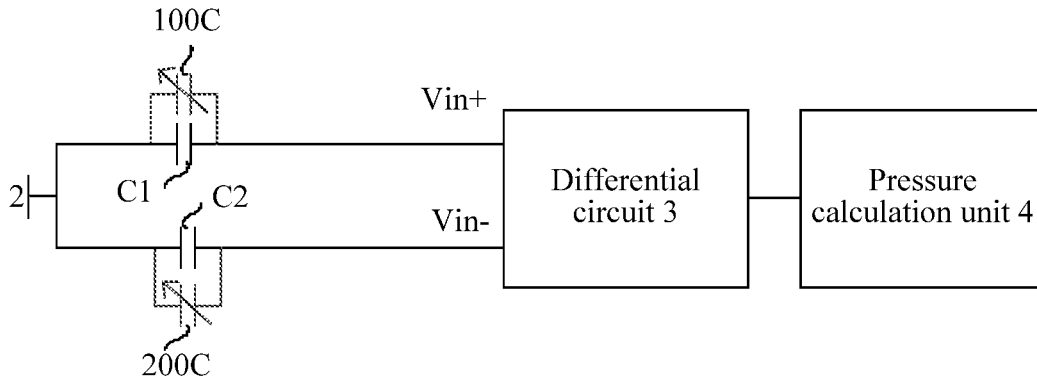 100C
Vin+
2
C1
C2
Differential
circuit 3
Pressure
calculation unit 4
Vin-
200C